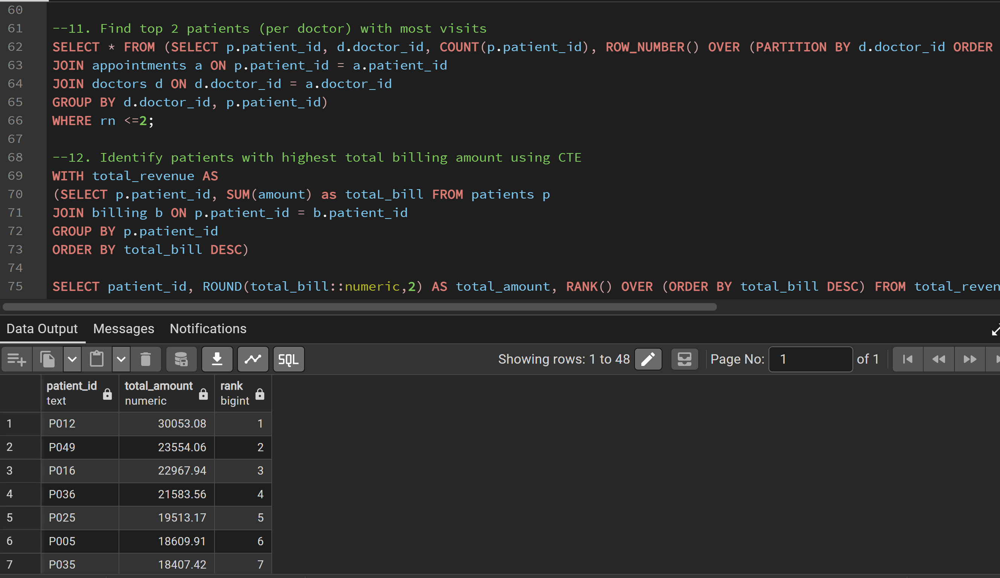 60
61 --11. Find top 2 patients (per doctor) with most visits
62 SELECT * FROM (SELECT p.patient_id, d.doctor_id, COUNT(p.patient_id), ROW_NUMBER() OVER (PARTITION BY d.doctor_id ORDER
63 JOIN appointments a ON p.patient_id = a.patient_id
64 JOIN doctors d ON d.doctor_id = a.doctor_id
65 GROUP BY d.doctor_id, p.patient_id)
66 WHERE rn <=2;
67
68 --12. Identify patients with highest total billing amount using CTE
69 WITH total_revenue AS
70 (SELECT p.patient_id, SUM(amount) as totaL_bill FROM patients p
71 JOIN billing b ON p.patient_id = b.patient_id
72 GROUP BY p.patient_id
73 ORDER BY total_bill DESC)
74
75 SELECT patient_id, ROUND(total_bill::numeric,2) AS total_amount, RANK() OVER (ORDER BY total_bill DESC) FROM total_reven
Data Output Messages Notifications
SQL Showing rows: 1 to 48 Page No: 1 of 1
patient_id total_amount rank
text numeric bigint
1 P012 30053.08 1
2 P049 23554.06 2
3 P016 22967.94 3
4 P036 21583.56 4
5 P025 19513.17 5
6 P005 18609.91 6
7 P035 18407.42 7